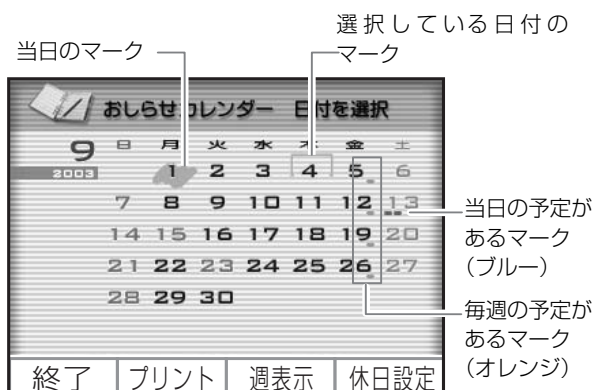 選択している日付の
マーク
当日のマーク
おしらせカレンダー 日付を選択
9
2003
日 月 火 水 木 金 土
1 2 3 4 5 6
7 8 9 10 11 12 13
14 15 16 17 18 19 20
21 22 23 24 25 26 27
28 29 30
当日の予定が
あるマーク
（ブルー）
毎週の予定が
あるマーク
（オレンジ）
終了 プリント 週表示 休日設定